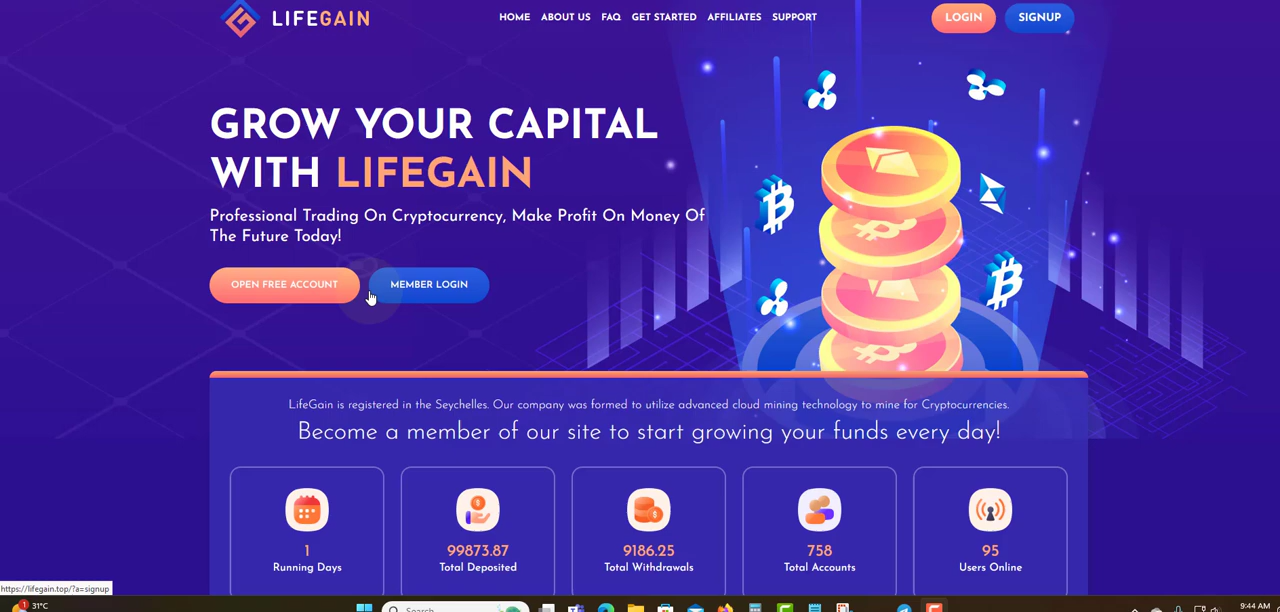 LIFEGAIN
HOME ABOUT US FAQ GET STARTED AFFILIATES SUPPORT
LOGIN SIGNUP
GROW YOUR CAPITAL
WITH LIFEGAIN
Professional Trading On Cryptocurrency, Make Profit On Money Of
The Future Today!
OPEN FREE ACCOUNT MEMBER LOGIN
LifeGain is registered in the Seychelles. Our company was formed to utilize advanced cloud mining technology to mine for Cryptocurrencies.
Become a member of our site to start growing your funds every day!
1
Running Days
99873.87
Total Deposited
9186.25
Total Withdrawals
758
Total Accounts
95
Users Online
https://lifegain.top/?a=signup
1
31°C
Search
9:44 AM